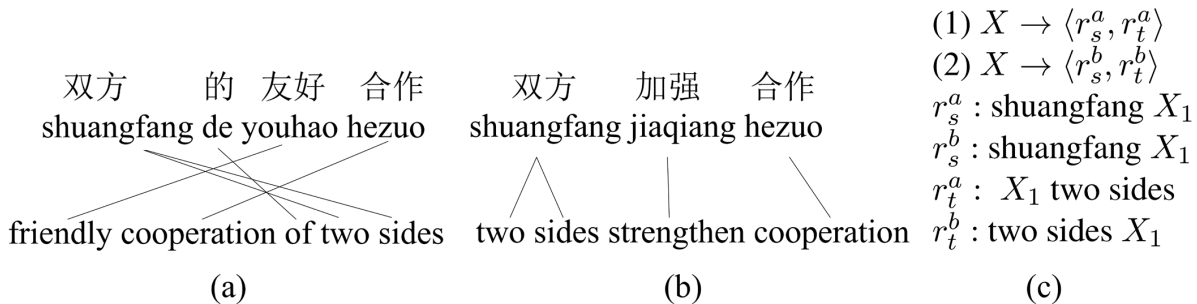 双方 的 友好 合作
shuangfang de youhao hezuo
friendly cooperation of two sides
(a)
双方 加强 合作
shuangfang jiaqiang hezuo
two sides strengthen cooperation
(b)
(1) X → ⟨r_s^a, r_t^a⟩
(2) X → ⟨r_s^b, r_t^b⟩
r_s^a : shuangfang X_1
r_s^b : shuangfang X_1
r_t^a : X_1 two sides
r_t^b : two sides X_1
(c)